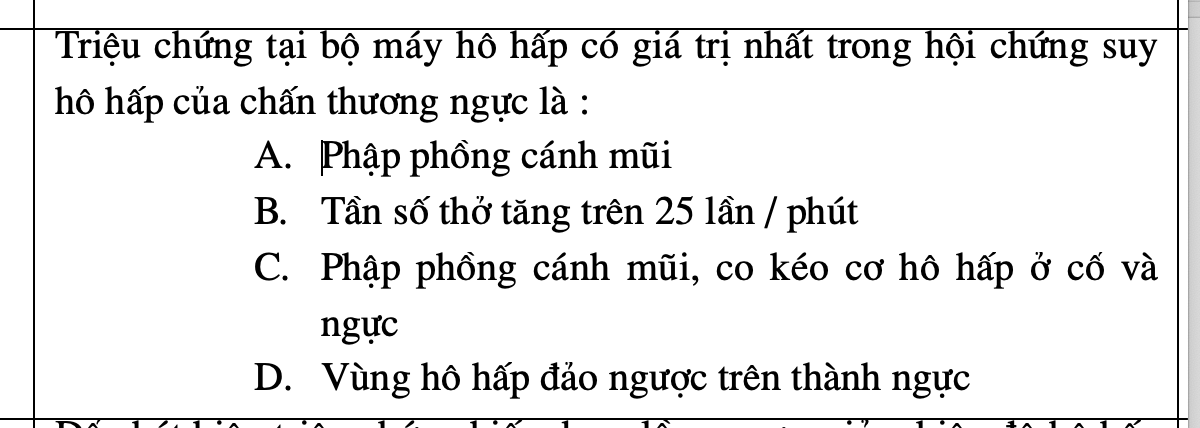 Triệu chứng tại bộ máy hô hấp có giá trị nhất trong hội chứng suy
hô hấp của chấn thương ngực là :
A. Phập phồng cánh mũi
B. Tần số thở tăng trên 25 lần / phút
C. Phập phồng cánh mũi, co kéo cơ hô hấp ở cố và
ngực
D. Vùng hô hấp đảo ngược trên thành ngực